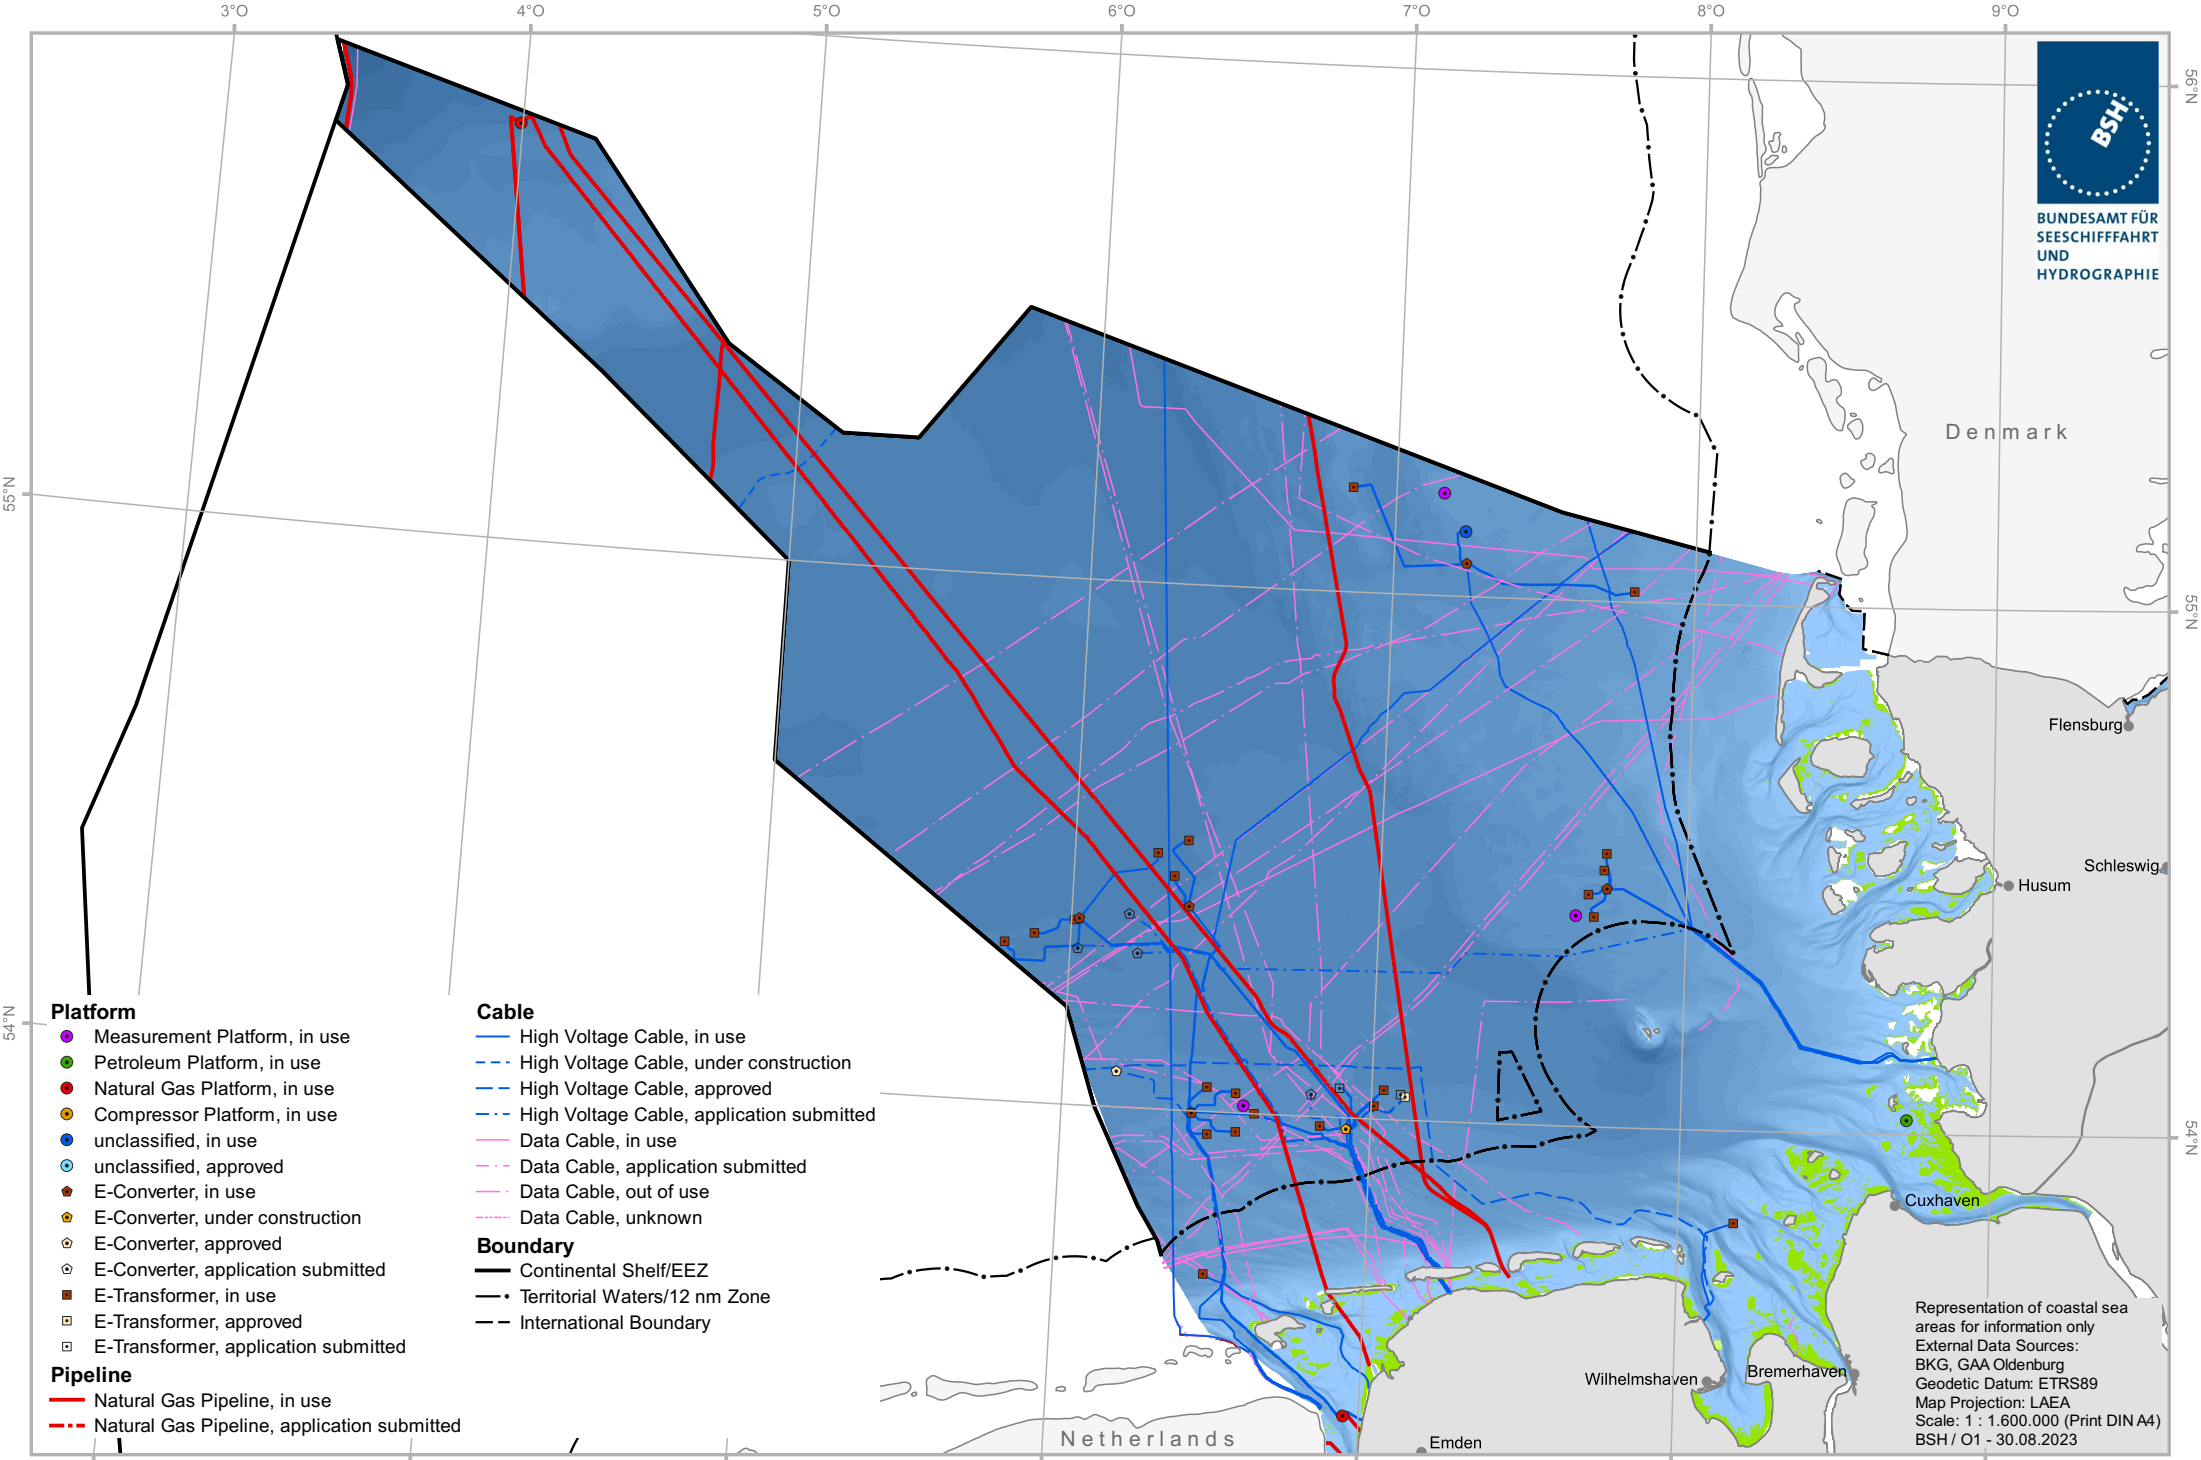 3°O
4°O
5°O
6°O
7°O
8°O
9°O
56°N
BSH
BUNDESAMT FÜR
SEESCHIFFFAHRT
UND
HYDROGRAPHIE
Denmark
55°N
55°N
Flensburg
Schleswig
Husum
54°N
54°N
Cuxhaven
Wilhelmshaven
Bremerhaven
Emden
Netherlands
Platform
Measurement Platform, in use
Petroleum Platform, in use
Natural Gas Platform, in use
Compressor Platform, in use
unclassified, in use
unclassified, approved
E-Converter, in use
E-Converter, under construction
E-Converter, approved
E-Converter, application submitted
E-Transformer, in use
E-Transformer, approved
E-Transformer, application submitted
Pipeline
Natural Gas Pipeline, in use
Natural Gas Pipeline, application submitted
Cable
High Voltage Cable, in use
High Voltage Cable, under construction
High Voltage Cable, approved
High Voltage Cable, application submitted
Data Cable, in use
Data Cable, application submitted
Data Cable, out of use
Data Cable, unknown
Boundary
Continental Shelf/EEZ
Territorial Waters/12 nm Zone
International Boundary
Representation of coastal sea
areas for information only
External Data Sources:
BKG, GAA Oldenburg
Geodetic Datum: ETRS89
Map Projection: LAEA
Scale: 1 : 1.600.000 (Print DIN A4)
BSH / O1 - 30.08.2023